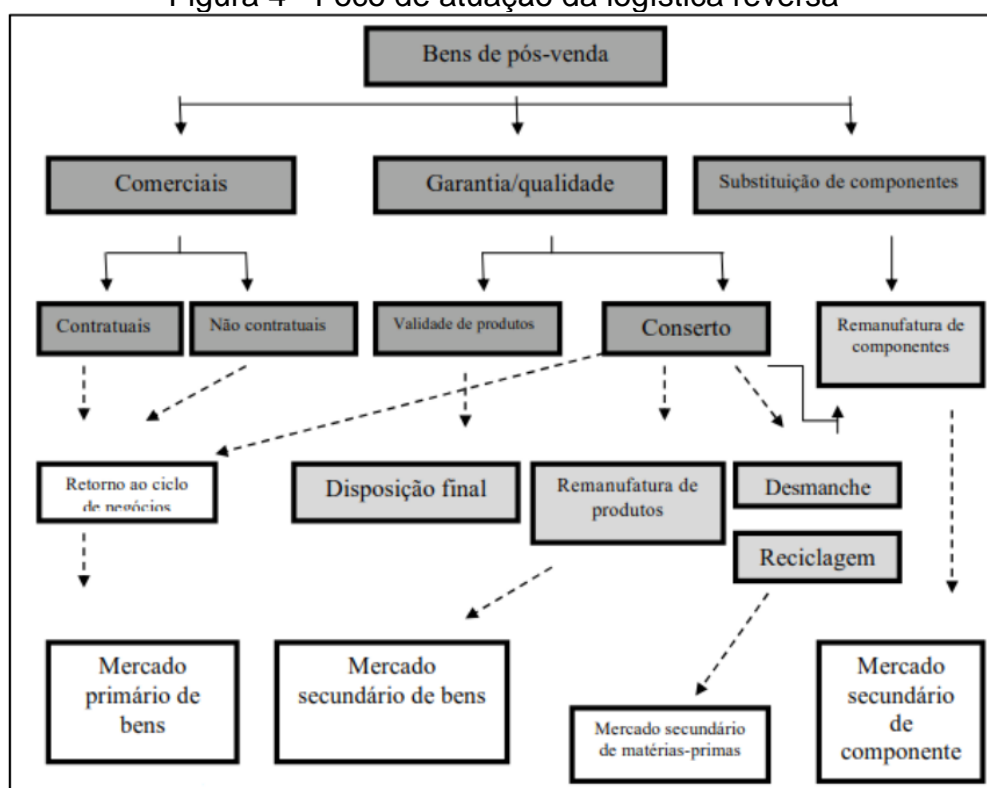 Figura 4 - Foco de atuação da logística reversa
Bens de pós-venda
Comerciais
Garantia/qualidade
Substituição de componentes
Contratuais
Não contratuais
Validade de produtos
Conserto
Remanufatura de
componentes
Retorno ao ciclo
de negócios
Disposição final
Remanufatura de
produtos
Desmanche
Reciclagem
Mercado
primário de
bens
Mercado
secundário de bens
Mercado secundário
de matérias-primas
Mercado
secundário
de
componente